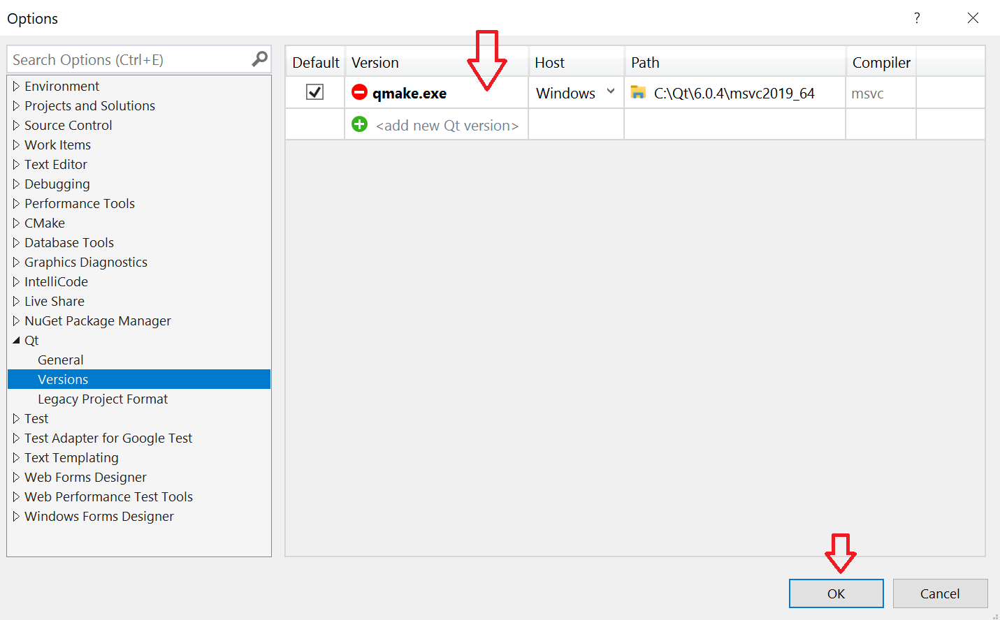 Options
?
Search Options (Ctrl+E)
Environment
Projects and Solutions
Source Control
Work Items
Text Editor
Debugging
Performance Tools
CMake
Database Tools
Graphics Diagnostics
IntelliCode
Live Share
NuGet Package Manager
Qt
General
Versions
Legacy Project Format
Test
Test Adapter for Google Test
Text Templating
Web Forms Designer
Web Performance Test Tools
Windows Forms Designer
Default Version Host Path Compiler
qmake.exe Windows C:\Qt\6.0.4\msvc2019_64 msvc
<add new Qt version>
OK Cancel